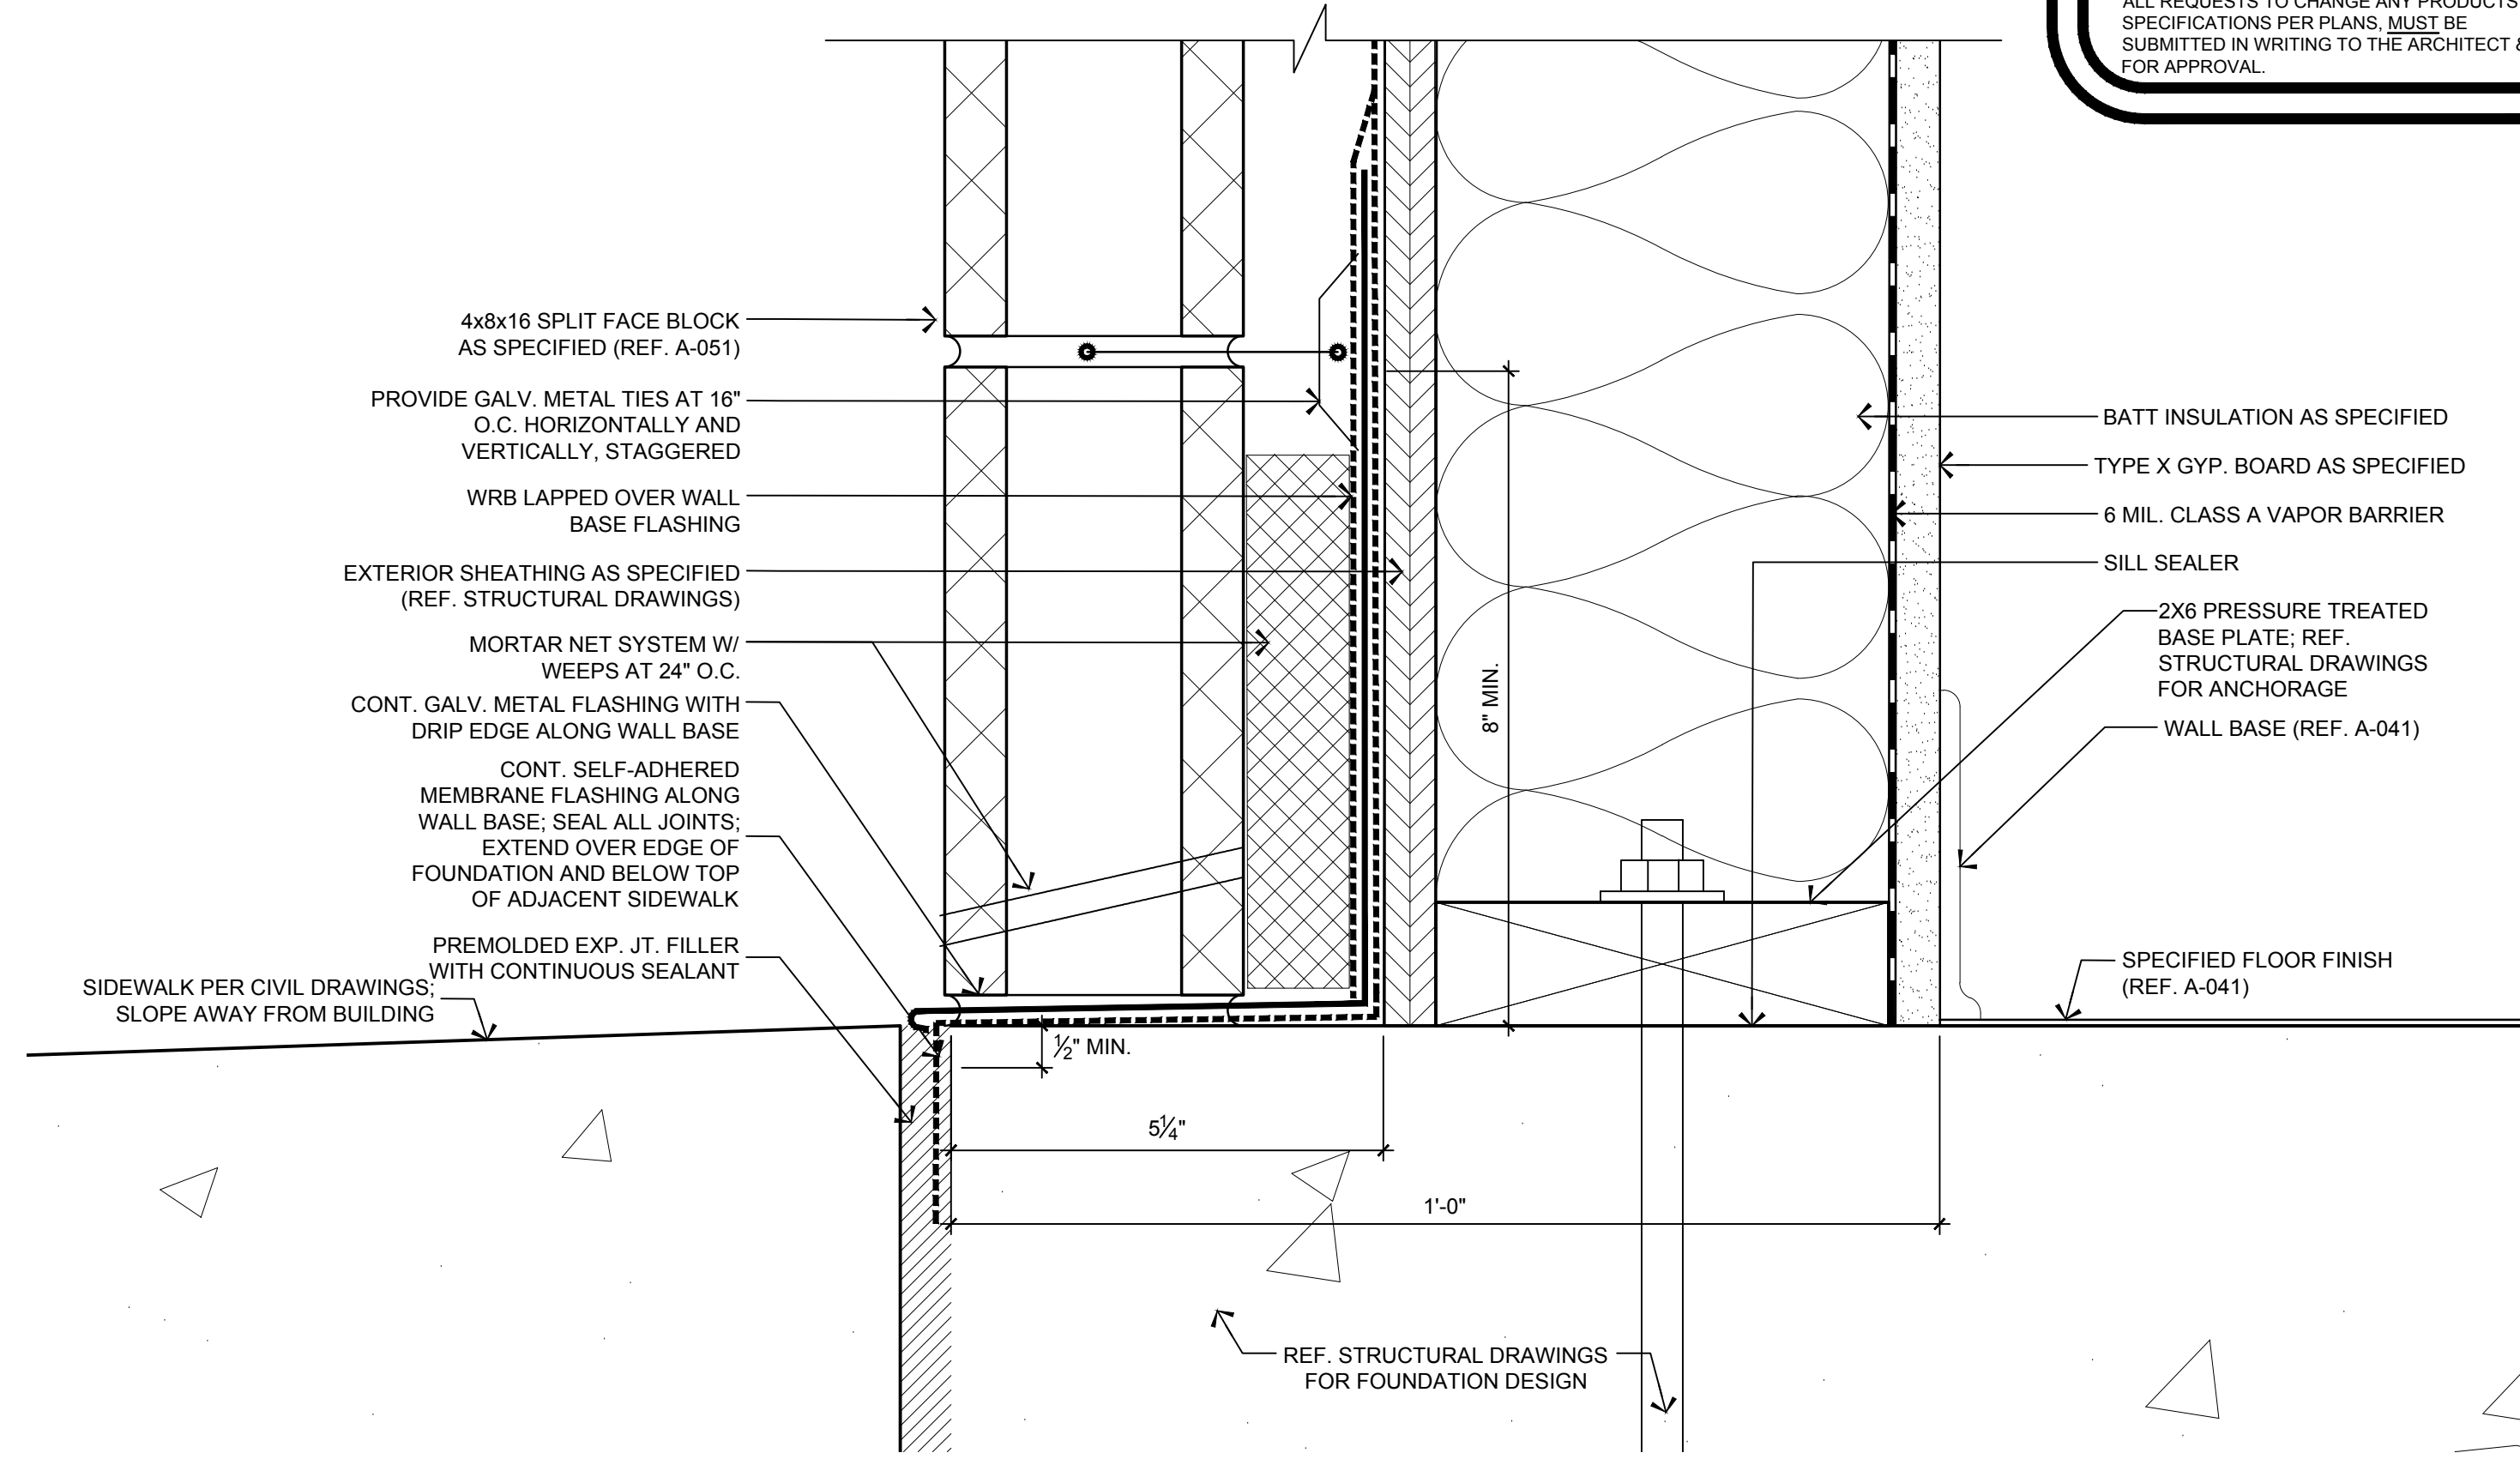 ALL REQUESTS TO CHANGE ANY PRODUCTS
SPECIFICATIONS PER PLANS, MUST BE
SUBMITTED IN WRITING TO THE ARCHITECT &
FOR APPROVAL.
4x8x16 SPLIT FACE BLOCK
AS SPECIFIED (REF. A-051)
PROVIDE GALV. METAL TIES AT 16"
O.C. HORIZONTALLY AND
VERTICALLY, STAGGERED
WRB LAPPED OVER WALL
BASE FLASHING
EXTERIOR SHEATHING AS SPECIFIED
(REF. STRUCTURAL DRAWINGS)
MORTAR NET SYSTEM W/
WEEPS AT 24" O.C.
CONT. GALV. METAL FLASHING WITH
DRIP EDGE ALONG WALL BASE
CONT. SELF-ADHERED
MEMBRANE FLASHING ALONG
WALL BASE; SEAL ALL JOINTS;
EXTEND OVER EDGE OF
FOUNDATION AND BELOW TOP
OF ADJACENT SIDEWALK
PREMOLDED EXP. JT. FILLER
WITH CONTINUOUS SEALANT
SIDEWALK PER CIVIL DRAWINGS;
SLOPE AWAY FROM BUILDING
8" MIN.
BATT INSULATION AS SPECIFIED
TYPE X GYP. BOARD AS SPECIFIED
6 MIL. CLASS A VAPOR BARRIER
SILL SEALER
2X6 PRESSURE TREATED
BASE PLATE; REF.
STRUCTURAL DRAWINGS
FOR ANCHORAGE
WALL BASE (REF. A-041)
SPECIFIED FLOOR FINISH
(REF. A-041)
½" MIN.
5¼"
1'-0"
REF. STRUCTURAL DRAWINGS
FOR FOUNDATION DESIGN